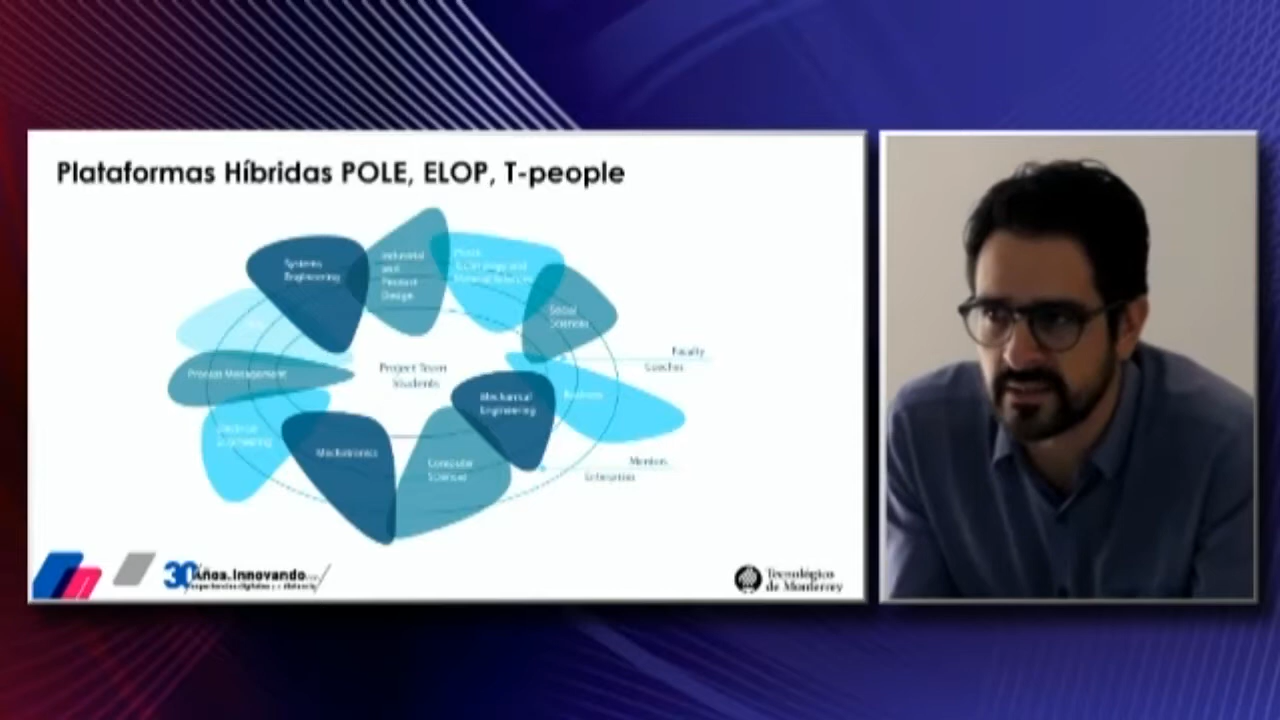 Plataformas Híbridas POLE, ELOP, T-people
Systems
Engineering
Industrial
and
Product
Design
Social
Sciences
Faculty
Coaches
Process Management
Project Team
Students
Mechanical
Engineering
Business
Engineering
Mechatronics
Computer
Sciences
Mentors
Enterprises
30 Años.Innovando
Tecnológico
de Monterrey